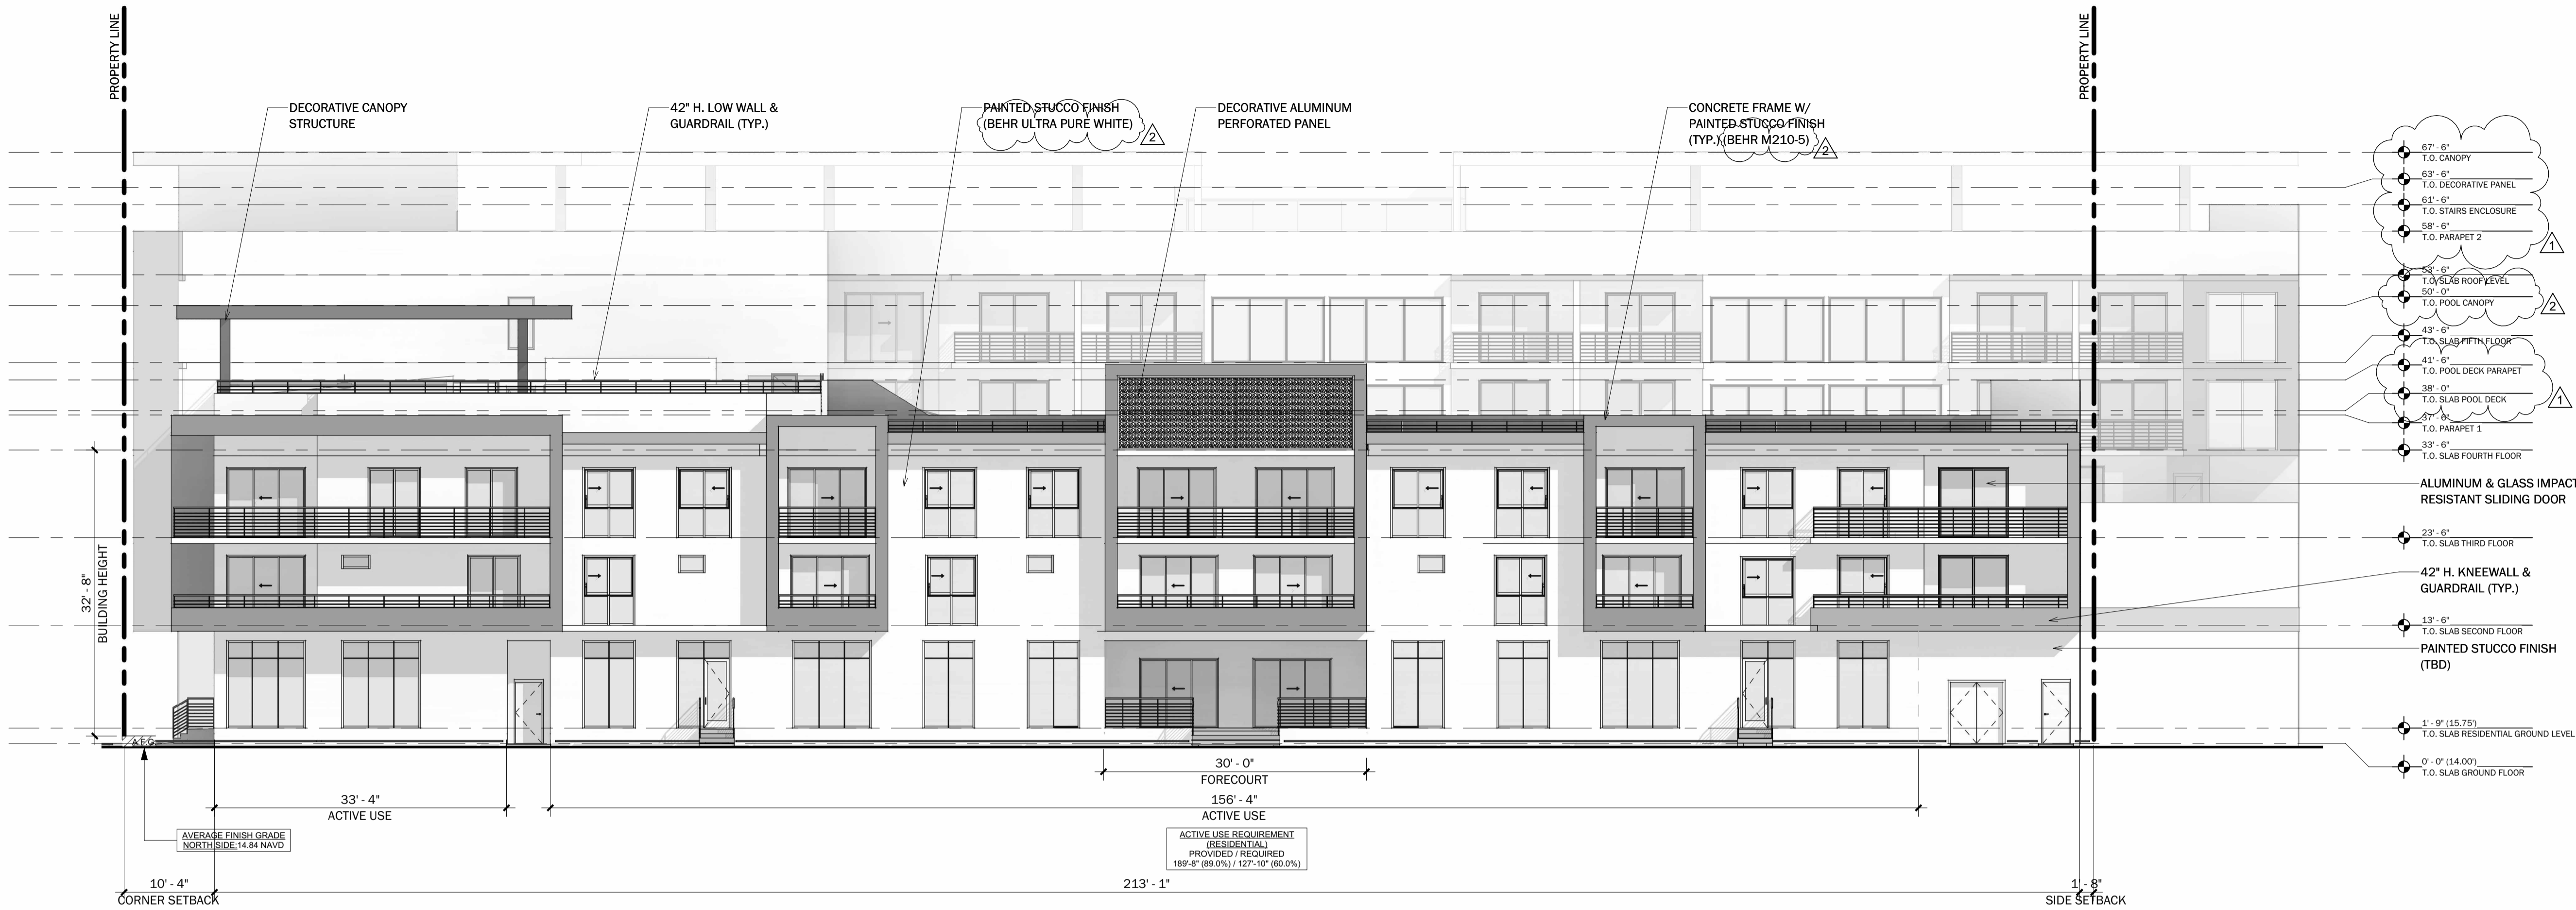 PROPERTY LINE
PROPERTY LINE
DECORATIVE CANOPY
STRUCTURE
42" H. LOW WALL &
GUARDRAIL (TYP.)
PAINTED STUCCO FINISH
(BEHR ULTRA PURE WHITE)
2
DECORATIVE ALUMINUM
PERFORATED PANEL
CONCRETE FRAME W/
PAINTED STUCCO FINISH
(TYP.) (BEHR M210-5)
2
67' - 6"
T.O. CANOPY
63' - 6"
T.O. DECORATIVE PANEL
61' - 6"
T.O. STAIRS ENCLOSURE
58' - 6"
T.O. PARAPET 2
1
53' - 6"
T.O. SLAB ROOF LEVEL
50' - 0"
T.O. POOL CANOPY
2
43' - 6"
T.O. SLAB FIFTH FLOOR
41' - 6"
T.O. POOL DECK PARAPET
38' - 0"
T.O. SLAB POOL DECK
1
37' - 6"
T.O. PARAPET 1
33' - 6"
T.O. SLAB FOURTH FLOOR
ALUMINUM & GLASS IMPACT
RESISTANT SLIDING DOOR
23' - 6"
T.O. SLAB THIRD FLOOR
42" H. KNEEWALL &
GUARDRAIL (TYP.)
13' - 6"
T.O. SLAB SECOND FLOOR
PAINTED STUCCO FINISH
(TBD)
1' - 9" (15.75')
T.O. SLAB RESIDENTIAL GROUND LEVEL
0' - 0" (14.00')
T.O. SLAB GROUND FLOOR
32' - 8"
BUILDING HEIGHT
A.F.G.
30' - 0"
FORECOURT
33' - 4"
ACTIVE USE
156' - 4"
ACTIVE USE
AVERAGE FINISH GRADE
NORTH SIDE:14.84 NAVD
ACTIVE USE REQUIREMENT
(RESIDENTIAL)
PROVIDED / REQUIRED
189'-8" (89.0%) / 127'-10" (60.0%)
10' - 4"
CORNER SETBACK
213' - 1"
1' - 8"
SIDE SETBACK